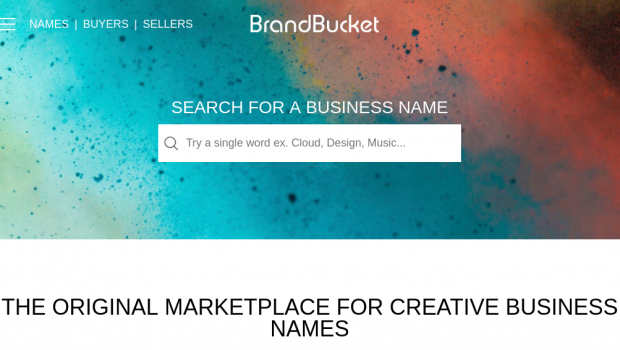 NAMES | BUYERS | SELLERS
BrandBucket
SEARCH FOR A BUSINESS NAME
Try a single word ex. Cloud, Design, Music...
THE ORIGINAL MARKETPLACE FOR CREATIVE BUSINESS
NAMES